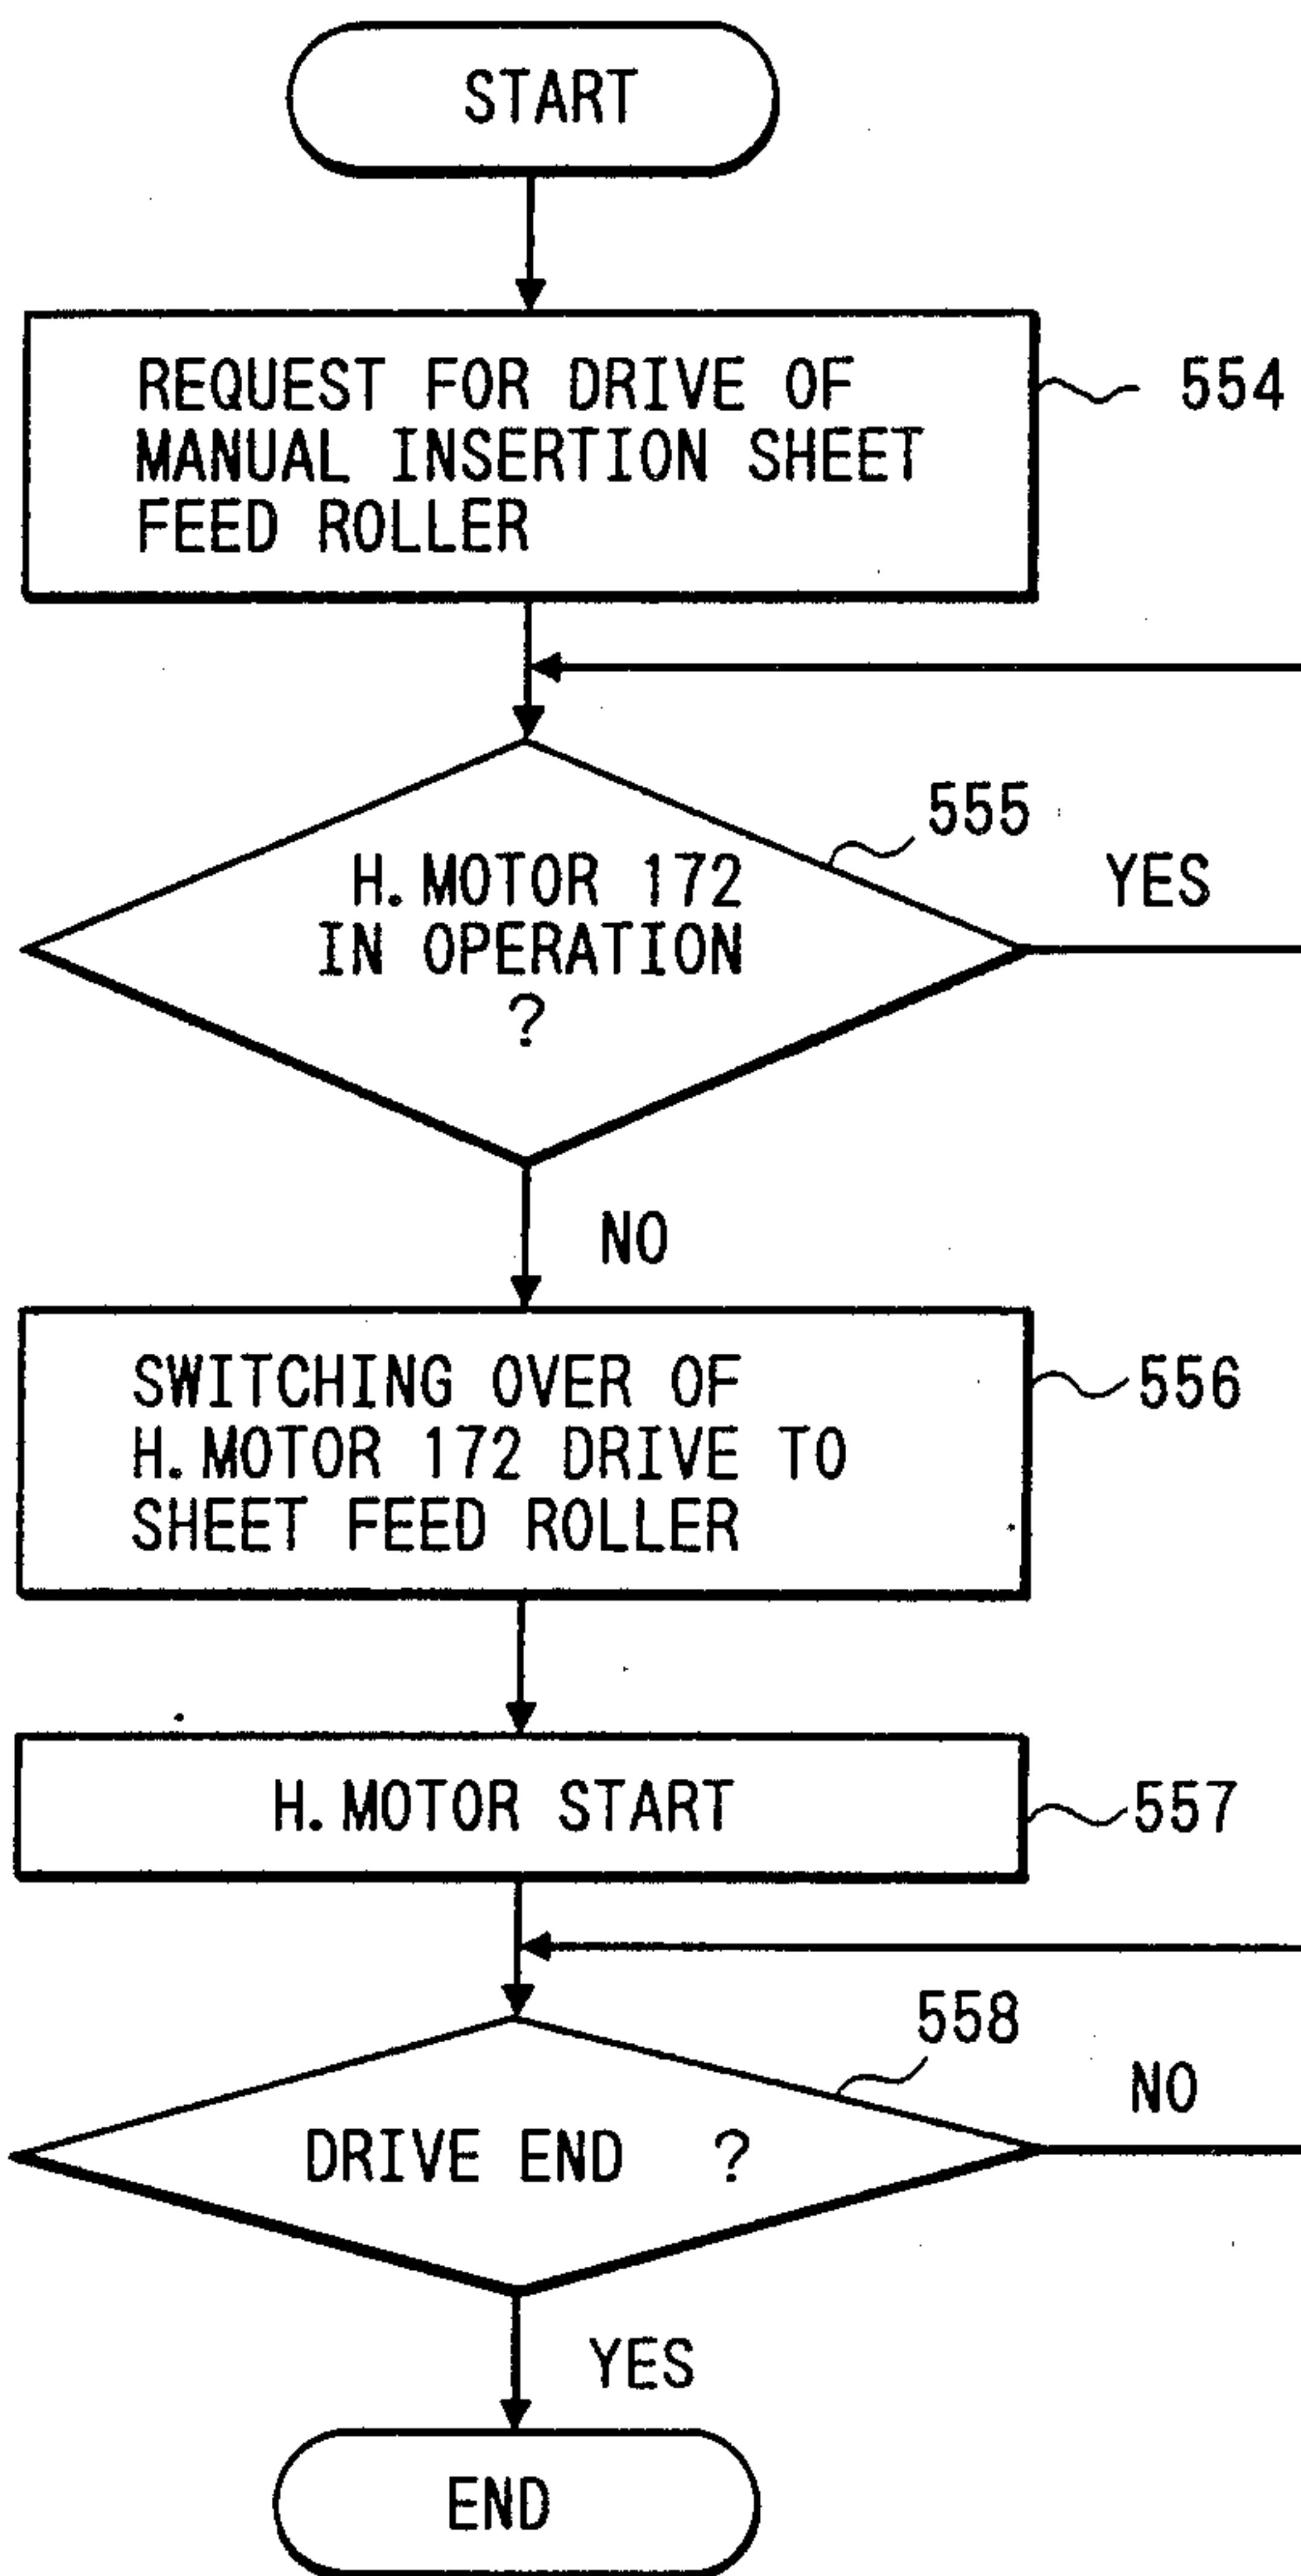 START
REQUEST FOR DRIVE OF
MANUAL INSERTION SHEET
FEED ROLLER
554
555
H. MOTOR 172
IN OPERATION
?
YES
NO
SWITCHING OVER OF
H. MOTOR 172 DRIVE TO
SHEET FEED ROLLER
556
H. MOTOR START
557
558
DRIVE END ?
NO
YES
END